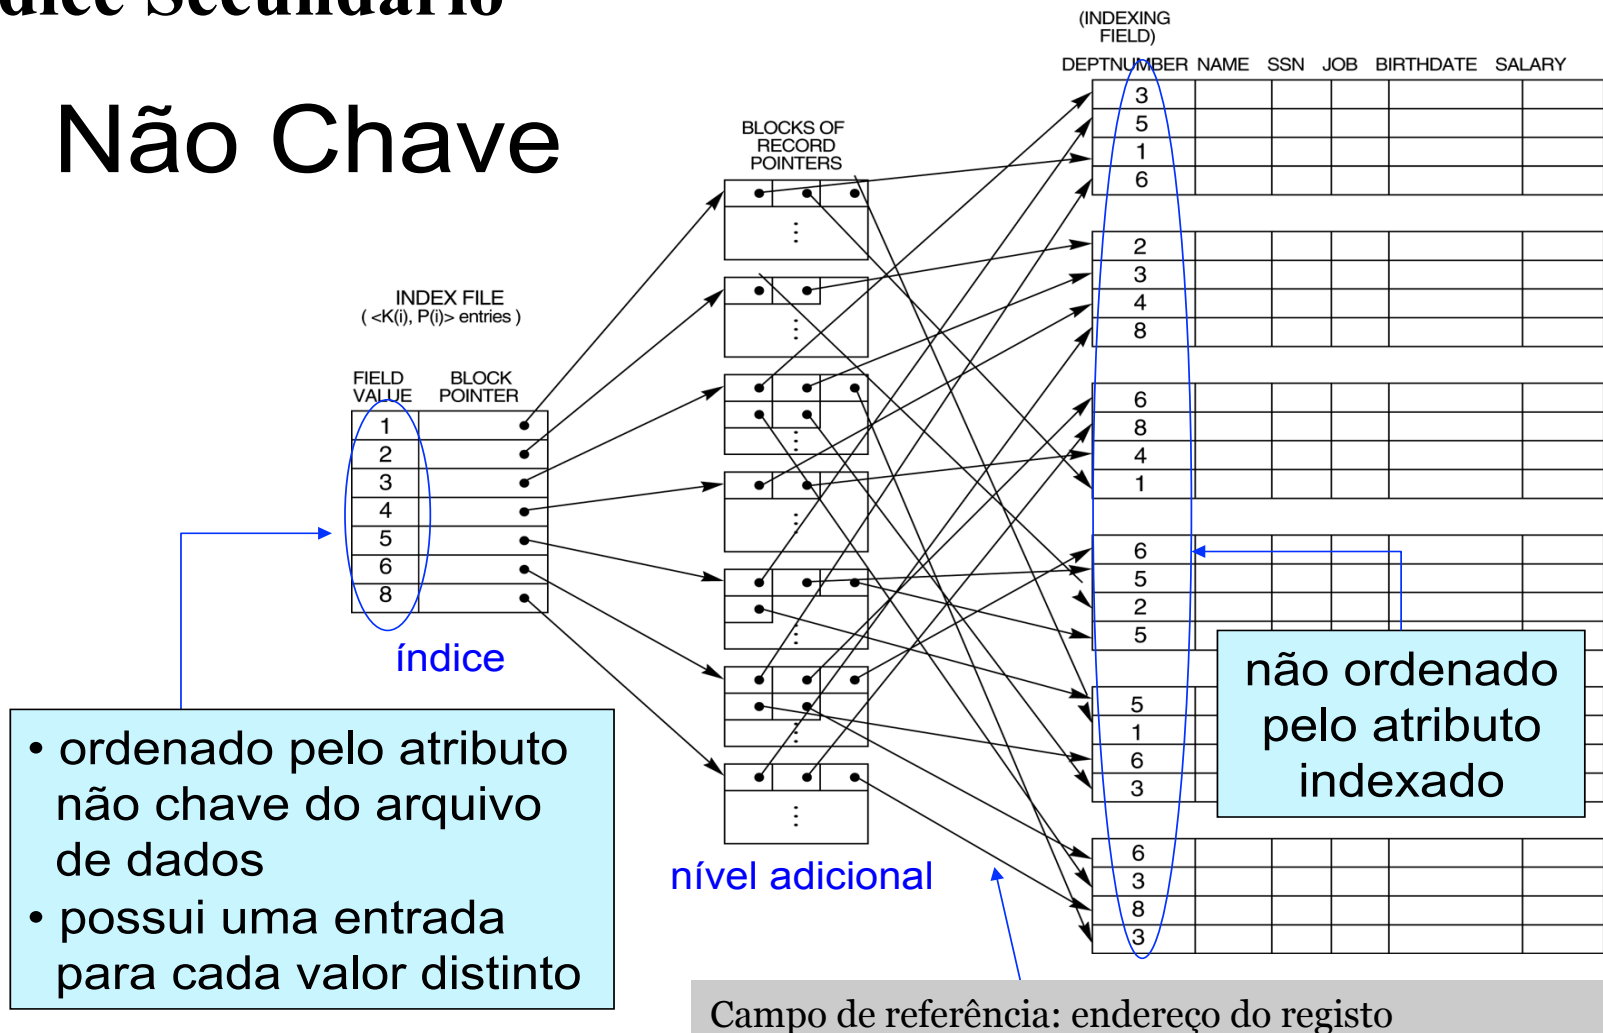 dice Secundário
Não Chave
(INDEXING
FIELD)
DEPTNUMBER NAME SSN JOB BIRTHDATE SALARY
3
5
1
6
2
3
4
8
6
8
4
1
6
5
2
5
5
1
6
3
6
3
8
3
BLOCKS OF
RECORD
POINTERS
INDEX FILE
( <K(i), P(i)> entries )
FIELD
VALUE
BLOCK
POINTER
1
2
3
4
5
6
8
índice
nível adicional
• ordenado pelo atributo
não chave do arquivo
de dados
• possui uma entrada
para cada valor distinto
não ordenado
pelo atributo
indexado
Campo de referência: endereço do registo